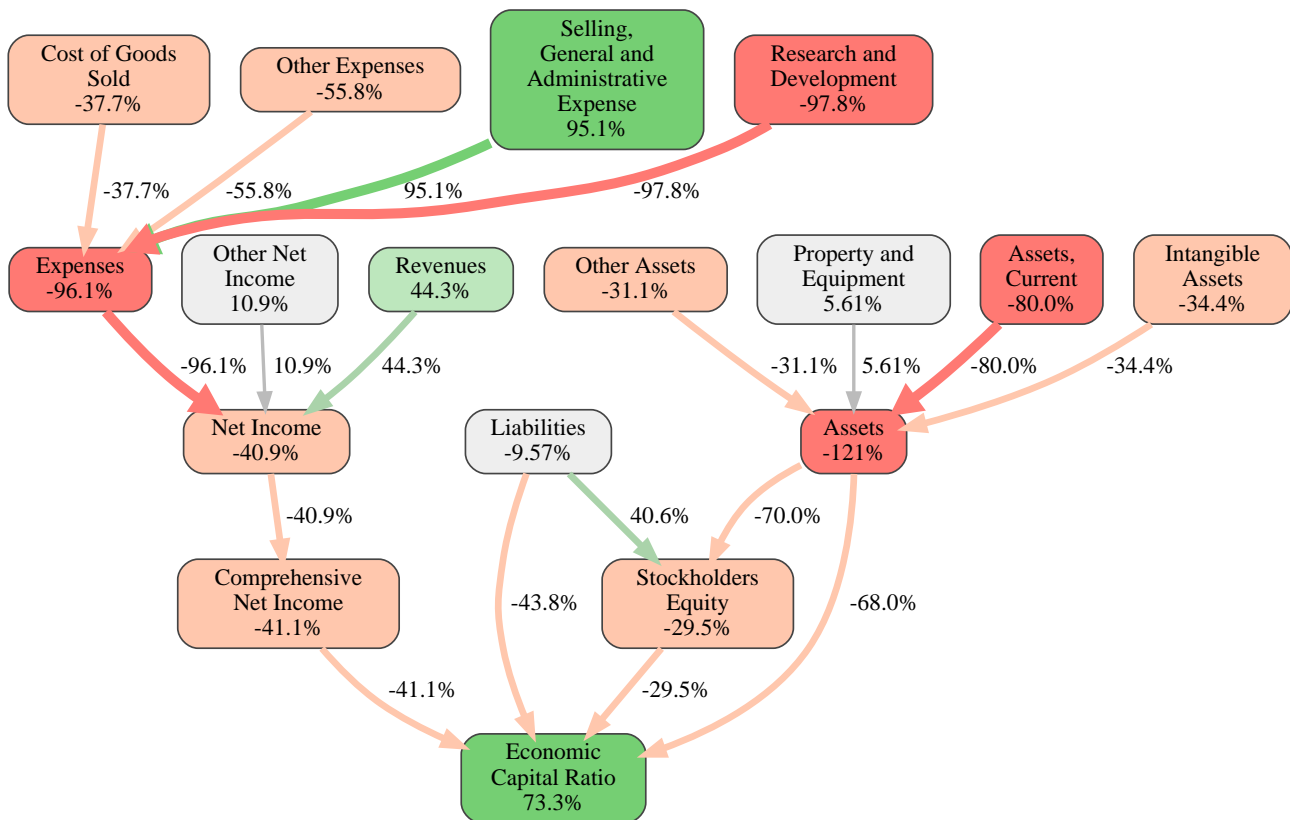 Cost of Goods
Sold
-37.7%
Other Expenses
-55.8%
Selling,
General and
Administrative
Expense
95.1%
Research and
Development
-97.8%
-37.7%
-55.8%
95.1%
-97.8%
Expenses
-96.1%
Other Net
Income
10.9%
Revenues
44.3%
Other Assets
-31.1%
Property and
Equipment
5.61%
Assets,
Current
-80.0%
Intangible
Assets
-34.4%
-96.1%
10.9%
44.3%
-31.1%
5.61%
-80.0%
-34.4%
Net Income
-40.9%
Liabilities
-9.57%
Assets
-121%
-40.9%
40.6%
-70.0%
Comprehensive
Net Income
-41.1%
-43.8%
Stockholders
Equity
-29.5%
-68.0%
-41.1%
-29.5%
Economic
Capital Ratio
73.3%